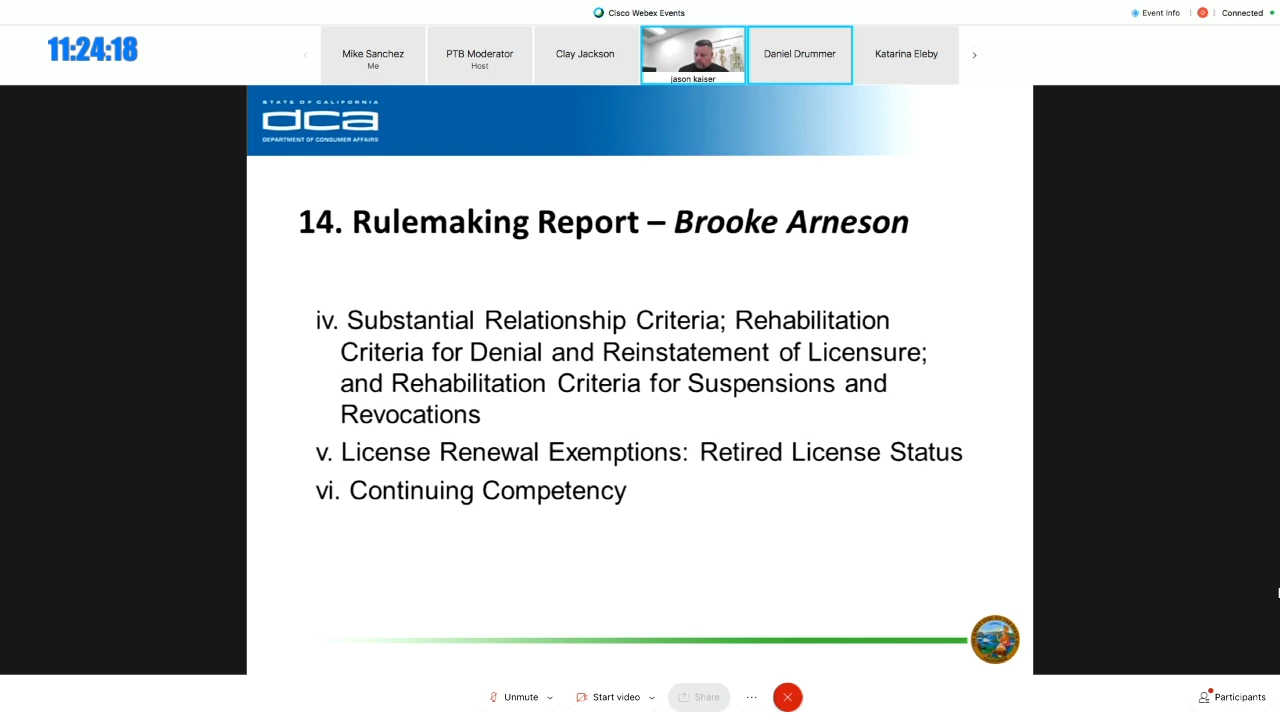 Cisco Webex Events
Event Info
Connected
11:24:18
Mike Sanchez
Me
PTB Moderator
Host
Clay Jackson
jason kaiser
Daniel Drummer
Katarina Eleby
STATE OF CALIFORNIA
dca
DEPARTMENT OF CONSUMER AFFAIRS
14. Rulemaking Report – Brooke Arneson
iv. Substantial Relationship Criteria; Rehabilitation
Criteria for Denial and Reinstatement of Licensure;
and Rehabilitation Criteria for Suspensions and
Revocations
v. License Renewal Exemptions: Retired License Status
vi. Continuing Competency
Unmute
Start video
Share
Participants